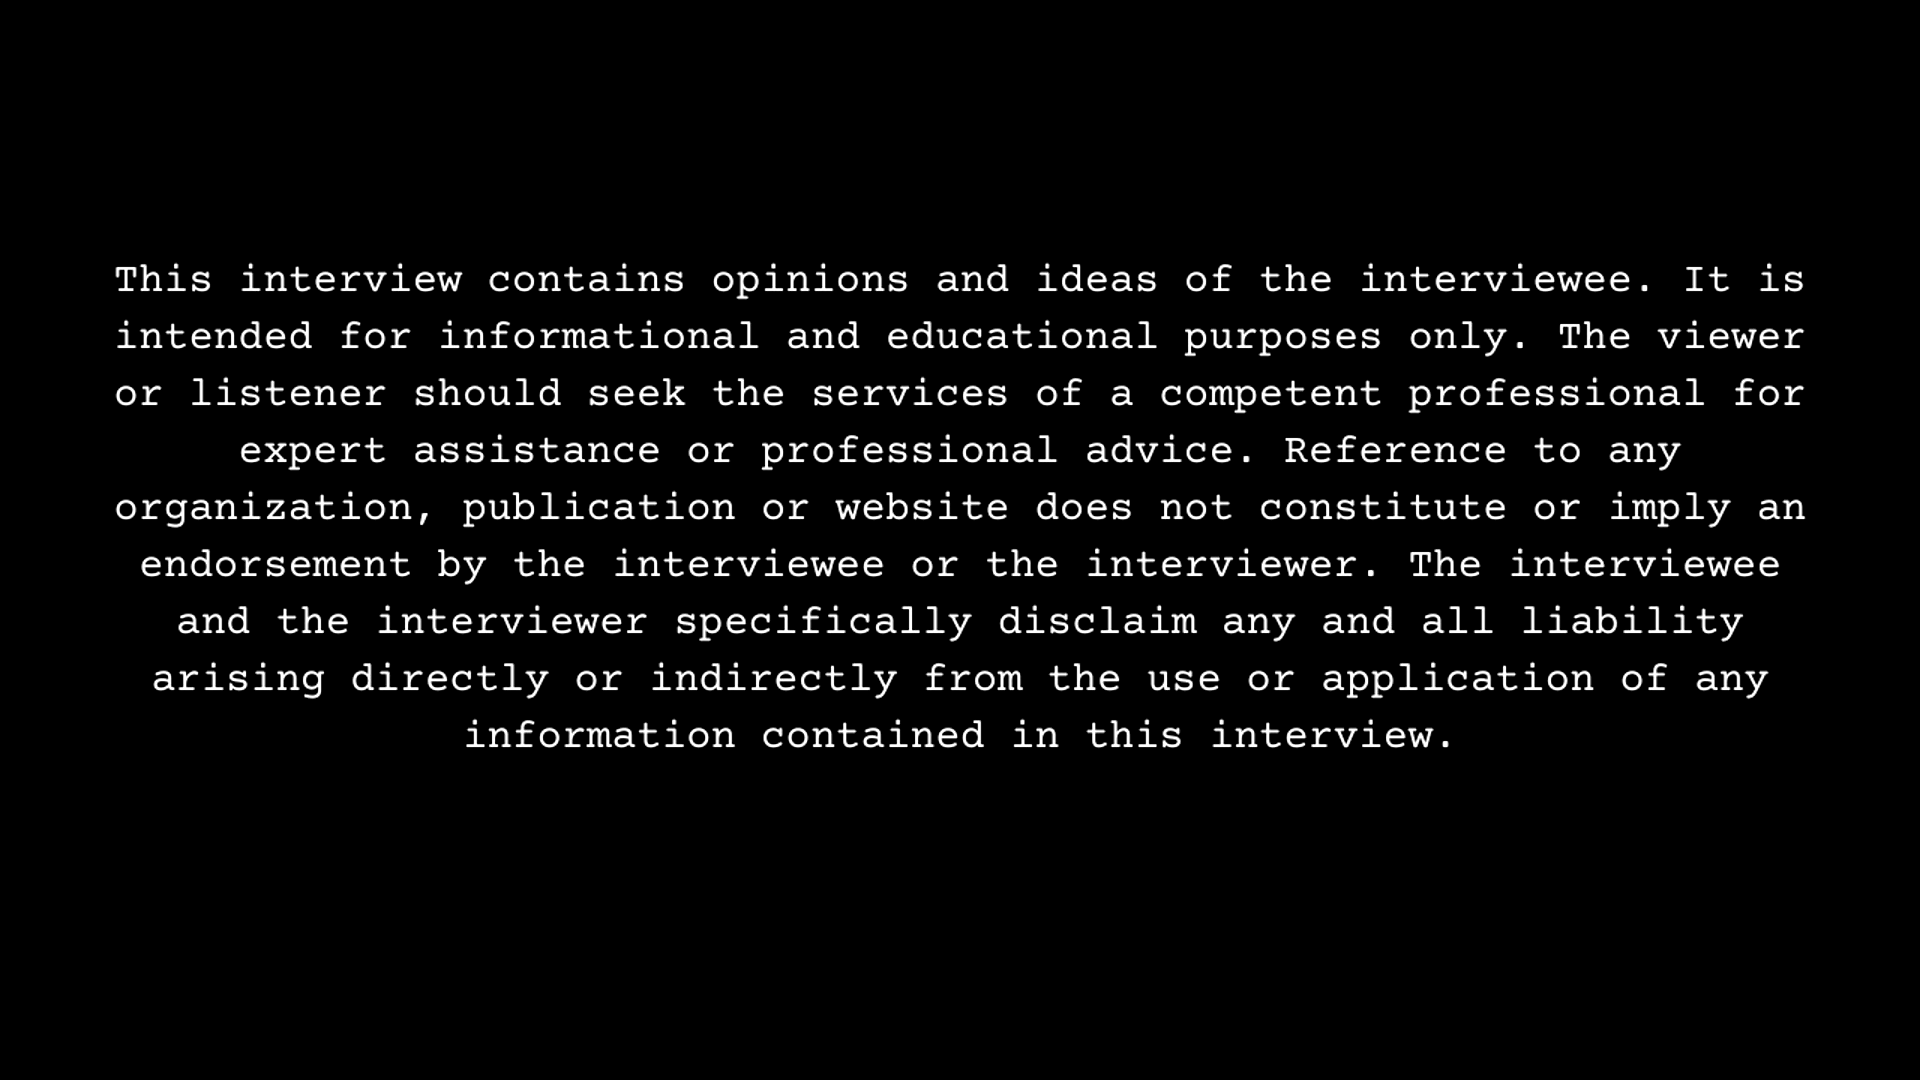 This interview contains opinions and ideas of the interviewee. It is
intended for informational and educational purposes only. The viewer
or listener should seek the services of a competent professional for
expert assistance or professional advice. Reference to any
organization, publication or website does not constitute or imply an
endorsement by the interviewee or the interviewer. The interviewee
and the interviewer specifically disclaim any and all liability
arising directly or indirectly from the use or application of any
information contained in this interview.